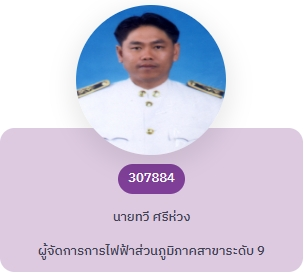 307884
นายทวี ศรีห่วง
ผู้จัดการการไฟฟ้าส่วนภูมิภาคสาขาระดับ 9